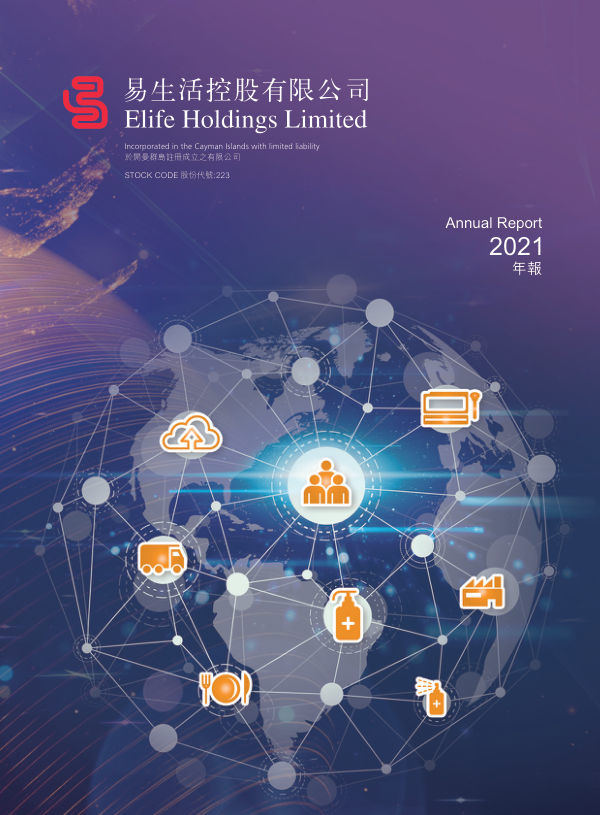 易生活控股有限公司
Elife Holdings Limited
Incorporated in the Cayman Islands with limited liability
於開曼群島註冊成立之有限公司
STOCK CODE 股份代號:223
Annual Report
2021
年報